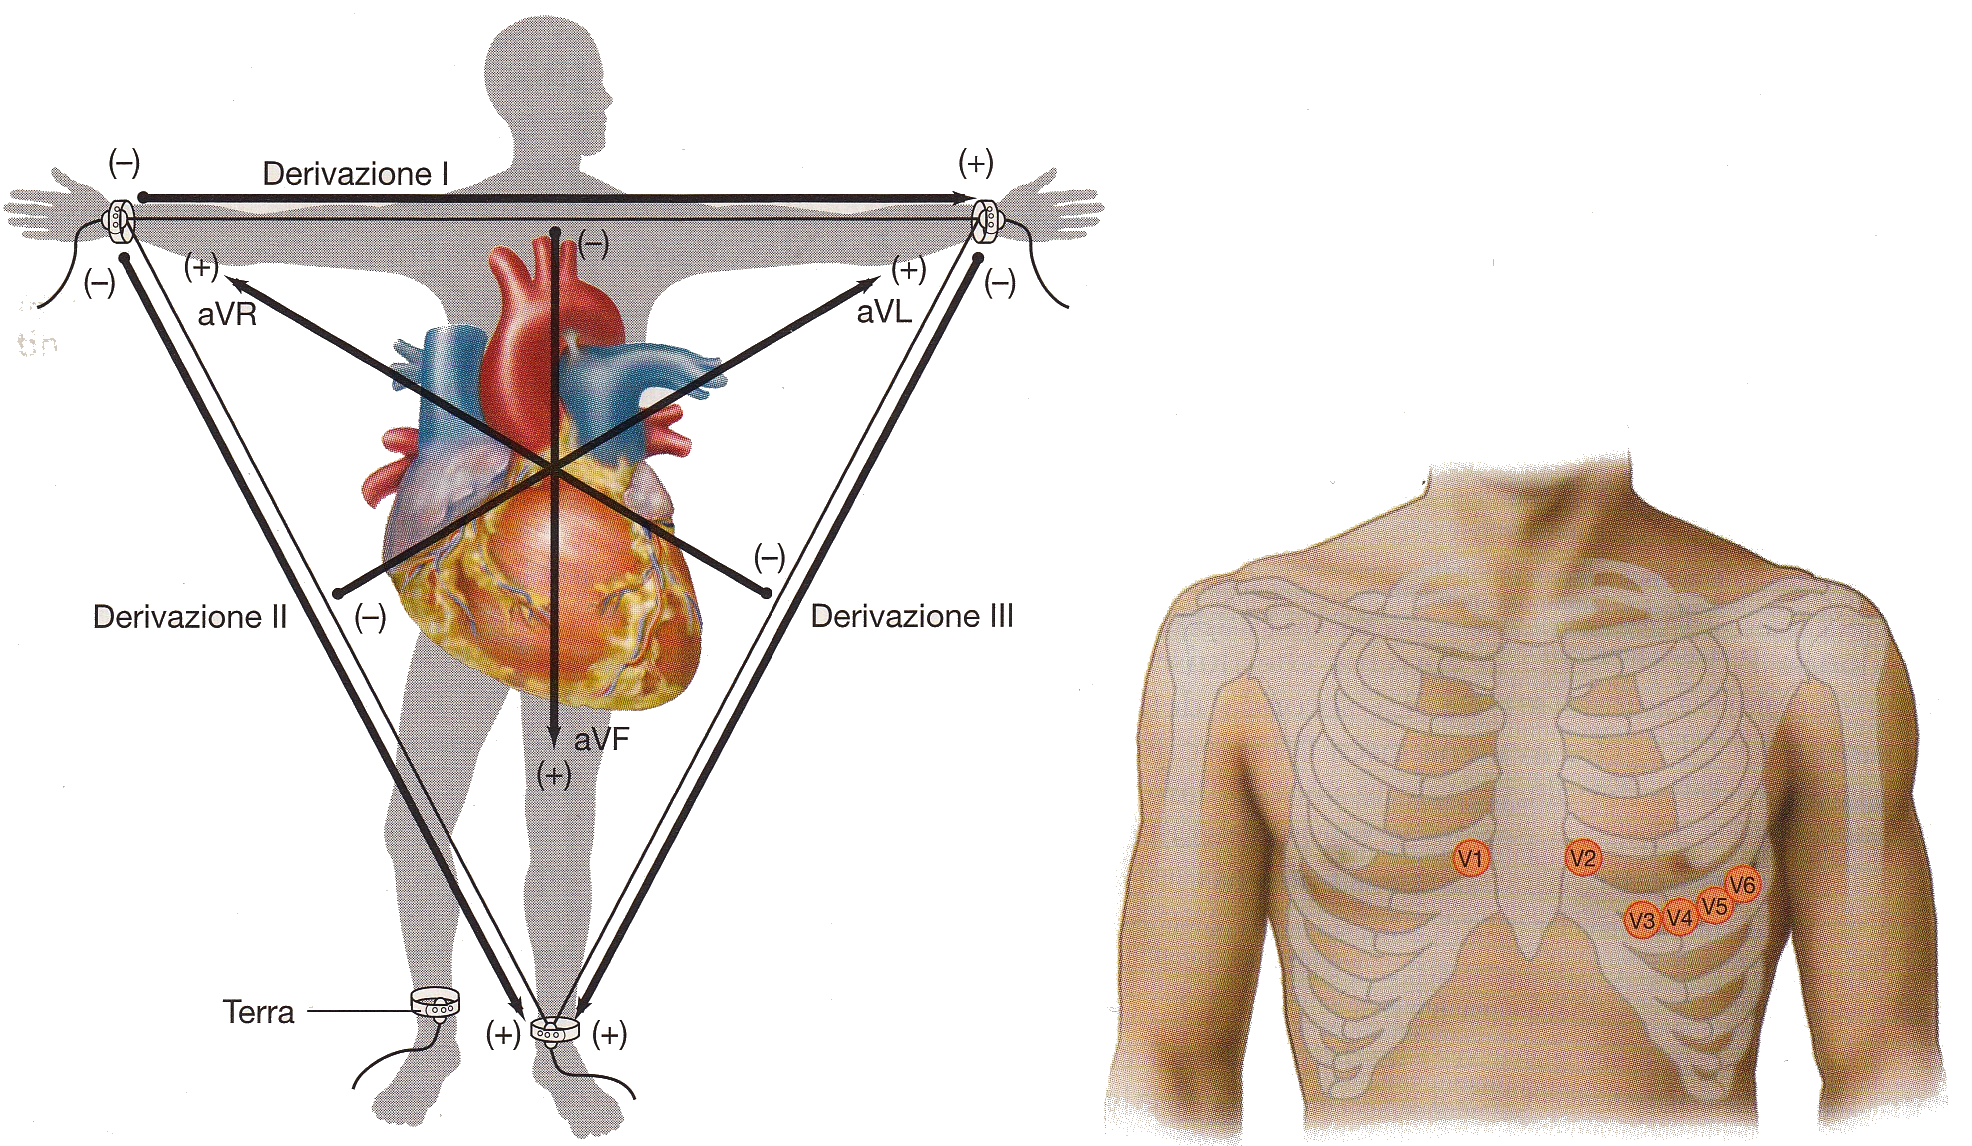 (–)
Derivazione I
(+)
(–)
(–)
(+)
(+)
(–)
aVR
aVL
(–)
(–)
Derivazione II
Derivazione III
aVF
(+)
V1
V2
V6
V5
V4
V3
Terra
(+)
(+)